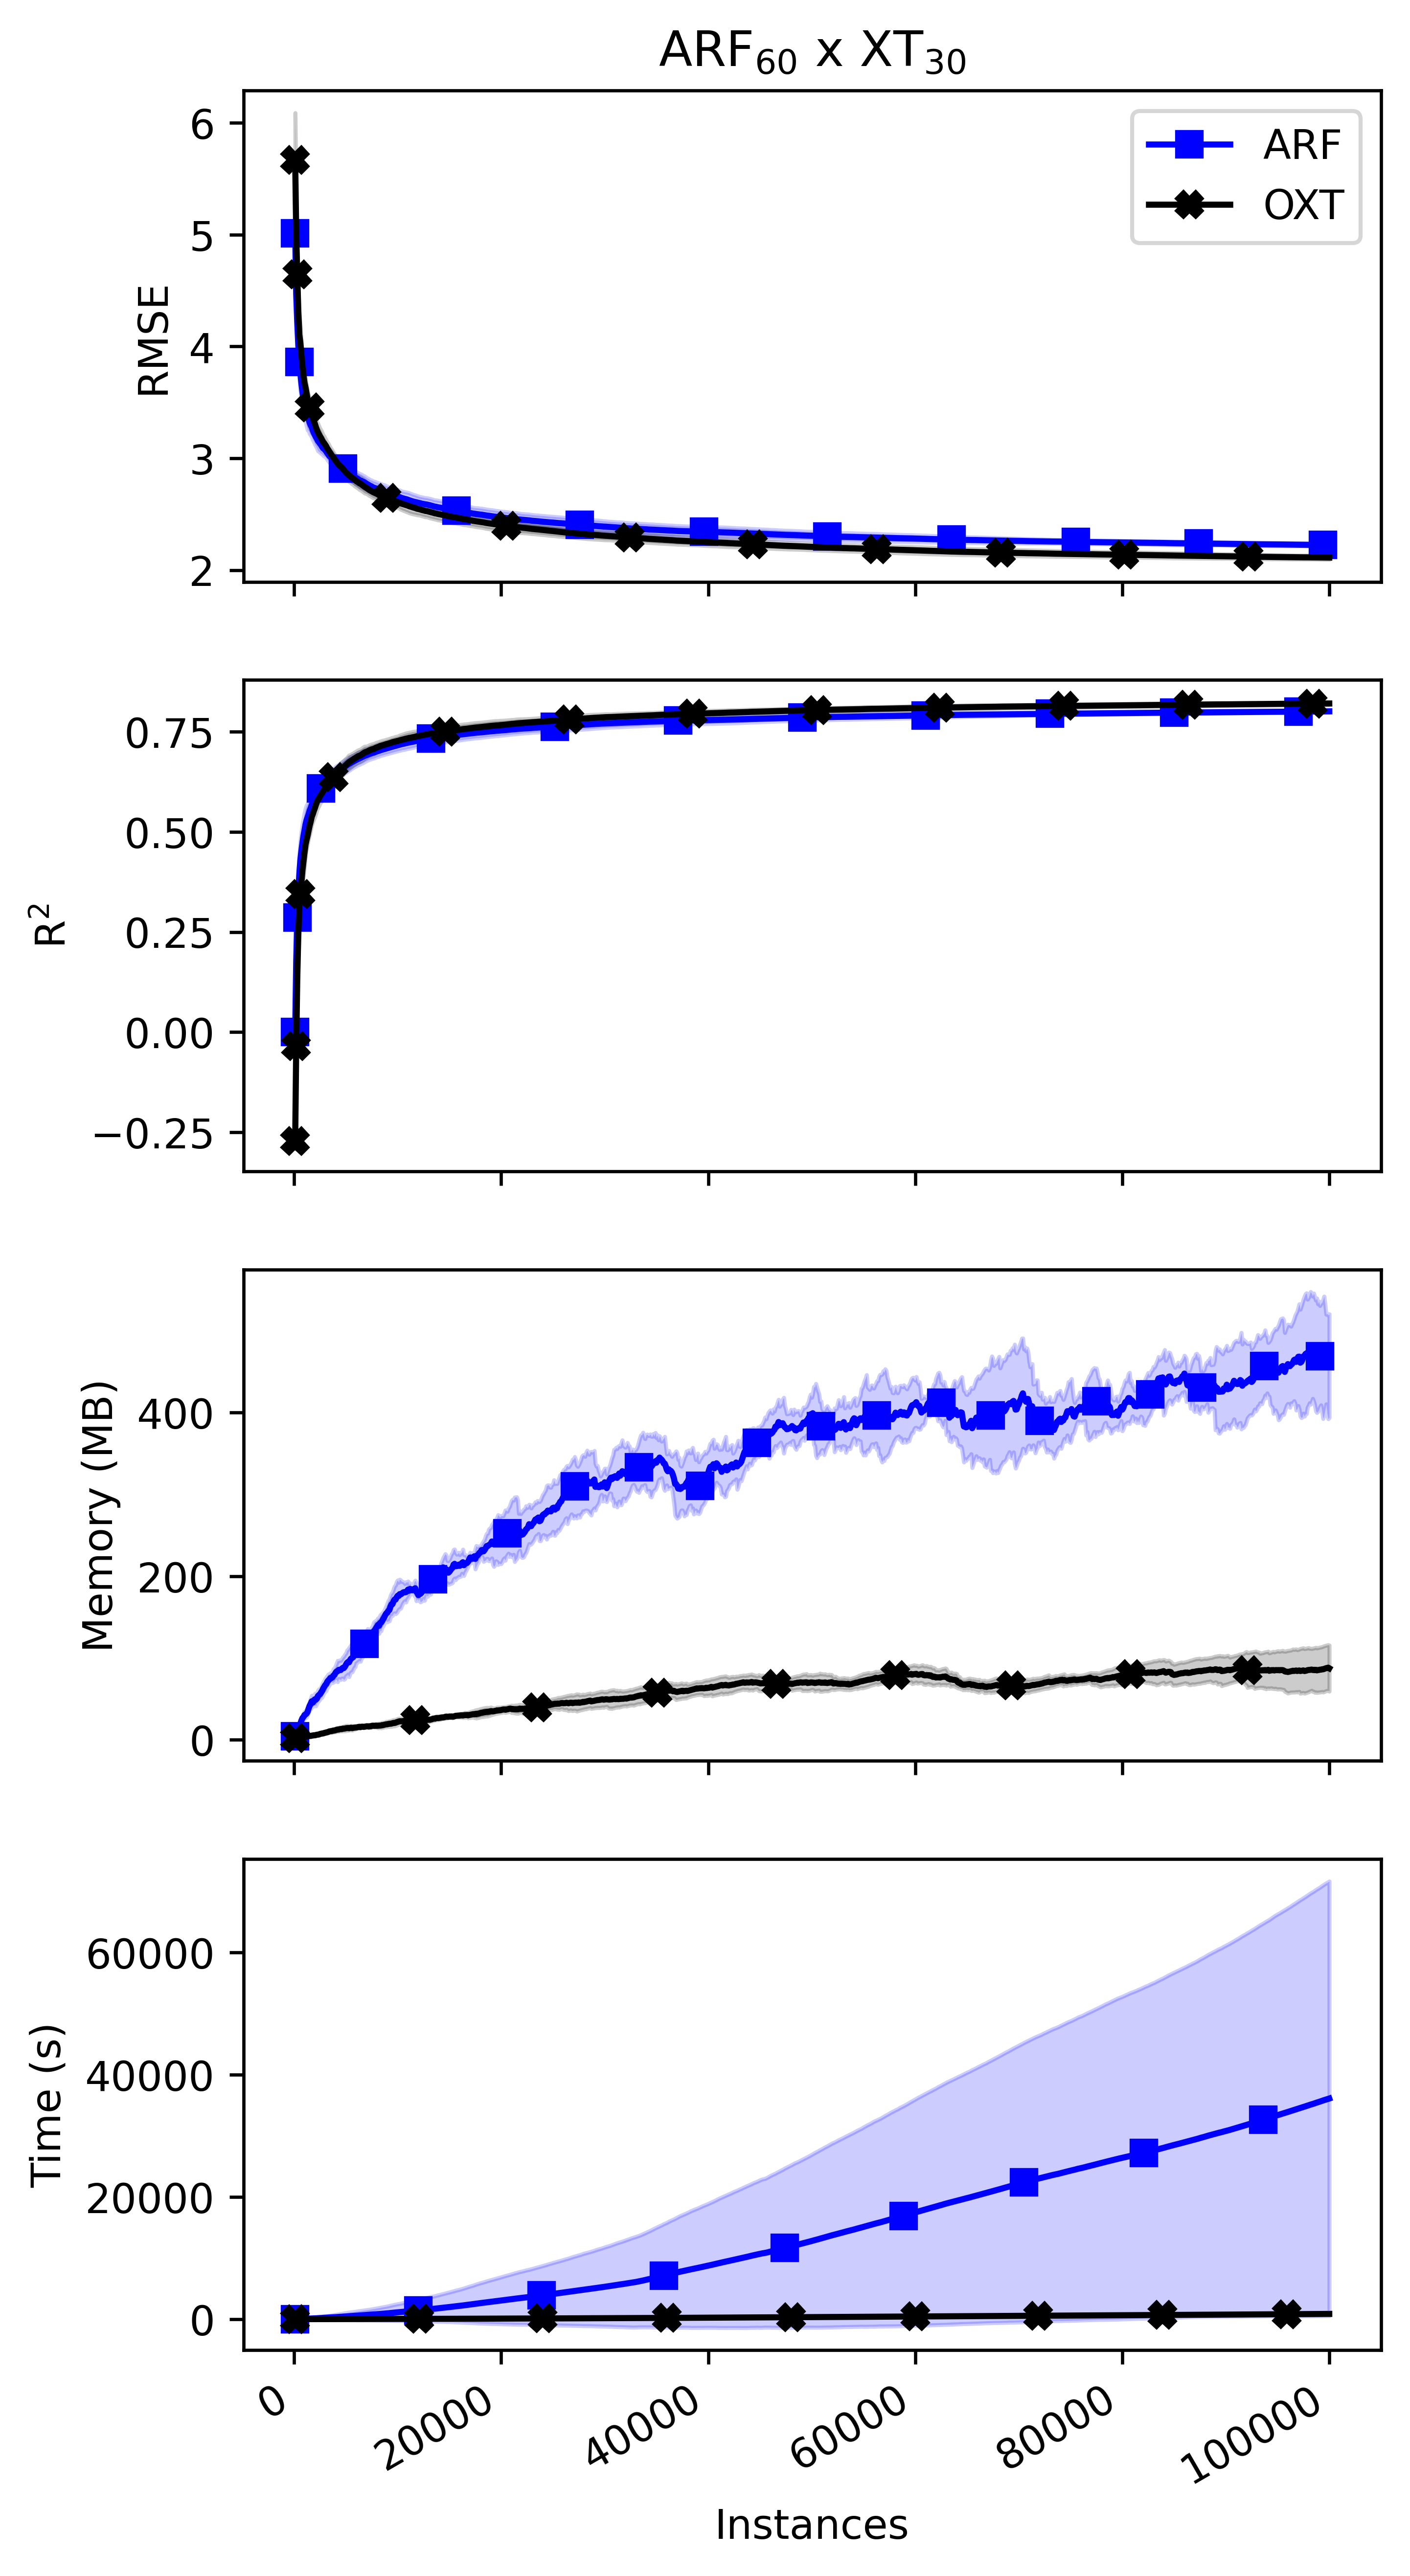 ARF₆₀ x XT₃₀
6
5
4
3
2
RMSE
ARF
OXT
0.75
0.50
0.25
0.00
−0.25
R²
400
200
0
Memory (MB)
60000
40000
20000
0
Time (s)
0
20000
40000
60000
80000
100000
Instances